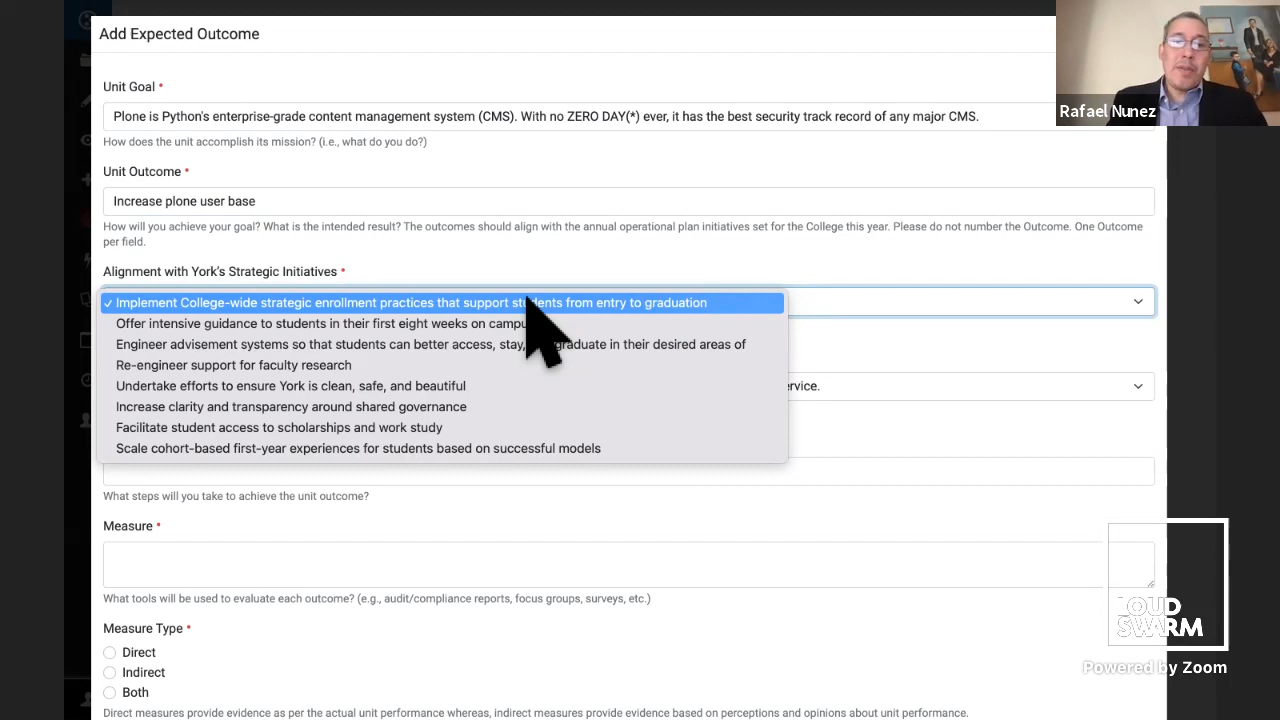 Add Expected Outcome
Rafael Nunez
Unit Goal *
Plone is Python's enterprise-grade content management system (CMS). With no ZERO DAY(*) ever, it has the best security track record of any major CMS.
How does the unit accomplish its mission? (i.e., what do you do?)
Unit Outcome *
Increase plone user base
How will you achieve your goal? What is the intended result? The outcomes should align with the annual operational plan initiatives set for the College this year. Please do not number the Outcome. One Outcome
per field.
Alignment with York's Strategic Initiatives *
✓ Implement College-wide strategic enrollment practices that support students from entry to graduation
Offer intensive guidance to students in their first eight weeks on
Engineer advisement systems so that students can better access, stay, graduate in their desired areas of
Re-engineer support for faculty research
Undertake efforts to ensure York is clean, safe, and beautiful
ervice.
Increase clarity and transparency around shared governance
Facilitate student access to scholarships and work study
Scale cohort-based first-year experiences for students based on successful models
What steps will you take to achieve the unit outcome?
Measure *
What tools will be used to evaluate each outcome? (e.g., audit/compliance reports, focus groups, surveys, etc.)
Measure Type *
Direct
Indirect
Both
Direct measures provide evidence as per the actual unit performance whereas, indirect measures provide evidence based on perceptions and opinions about unit performance.
LOUD
SWARM
Powered by Zoom